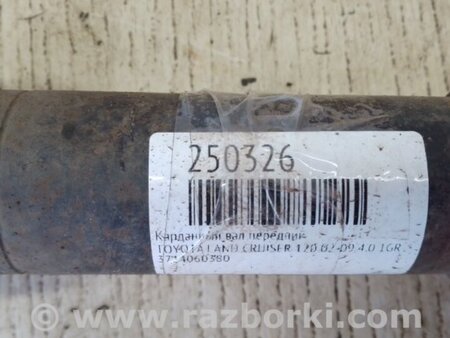 250326
Карданный вал передний
TOYOTA LAND CRUISER 120 02-09 4.0 1GR
3714060380
© www.razborki.com